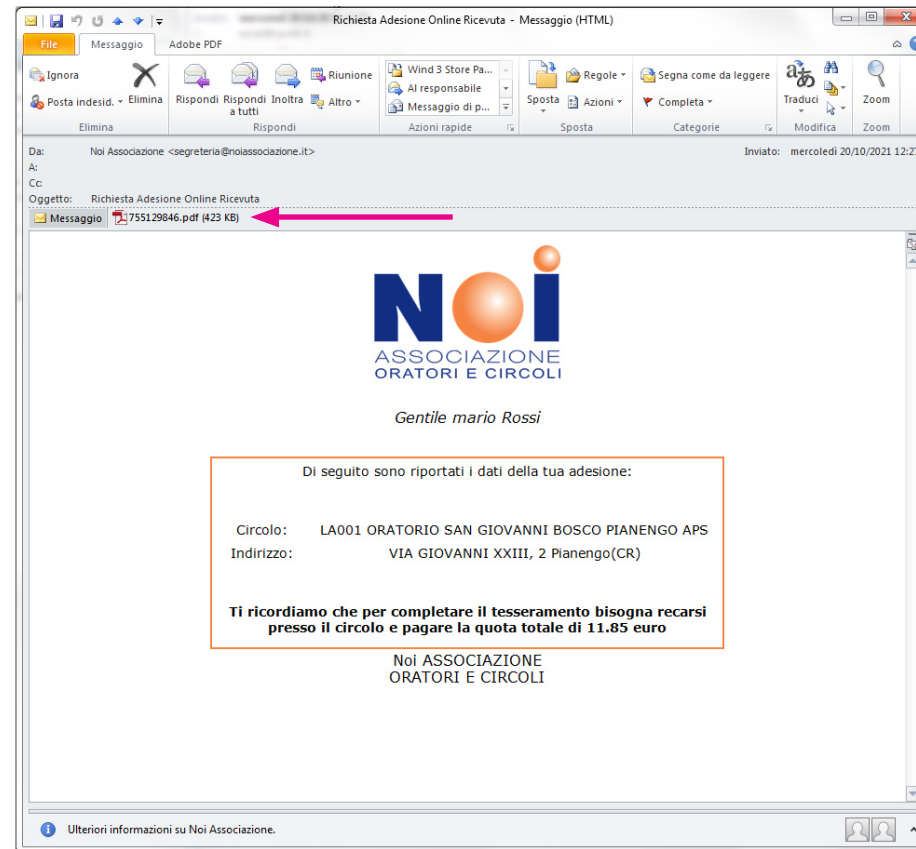 Richiesta Adesione Online Ricevuta - Messaggio (HTML)
File Messaggio Adobe PDF
Ignora
Posta indesid. Elimina
Rispondi Rispondi a tutti Inoltra
Riunione
Altro
Wind 3 Store Pa...
Al responsabile
Messaggio di p...
Sposta
Regole
Azioni
Segna come da leggere
Completa
Traduci
Zoom
Elimina Rispondi Azioni rapide Sposta Categorie Modifica Zoom
Da: Noi Associazione <segreteria@noiassociazione.it> Inviato: mercoledì 20/10/2021 12:27
A:
Cc:
Oggetto: Richiesta Adesione Online Ricevuta
Messaggio 755129846.pdf (423 KB)
NOi
ASSOCIAZIONE
ORATORI E CIRCOLI
Gentile mario Rossi
Di seguito sono riportati i dati della tua adesione:
Circolo: LA001 ORATORIO SAN GIOVANNI BOSCO PIANENGO APS
Indirizzo: VIA GIOVANNI XXIII, 2 Pianengo(CR)
Ti ricordiamo che per completare il tesseramento bisogna recarsi
presso il circolo e pagare la quota totale di 11.85 euro
Noi ASSOCIAZIONE
ORATORI E CIRCOLI
Ulteriori informazioni su Noi Associazione.